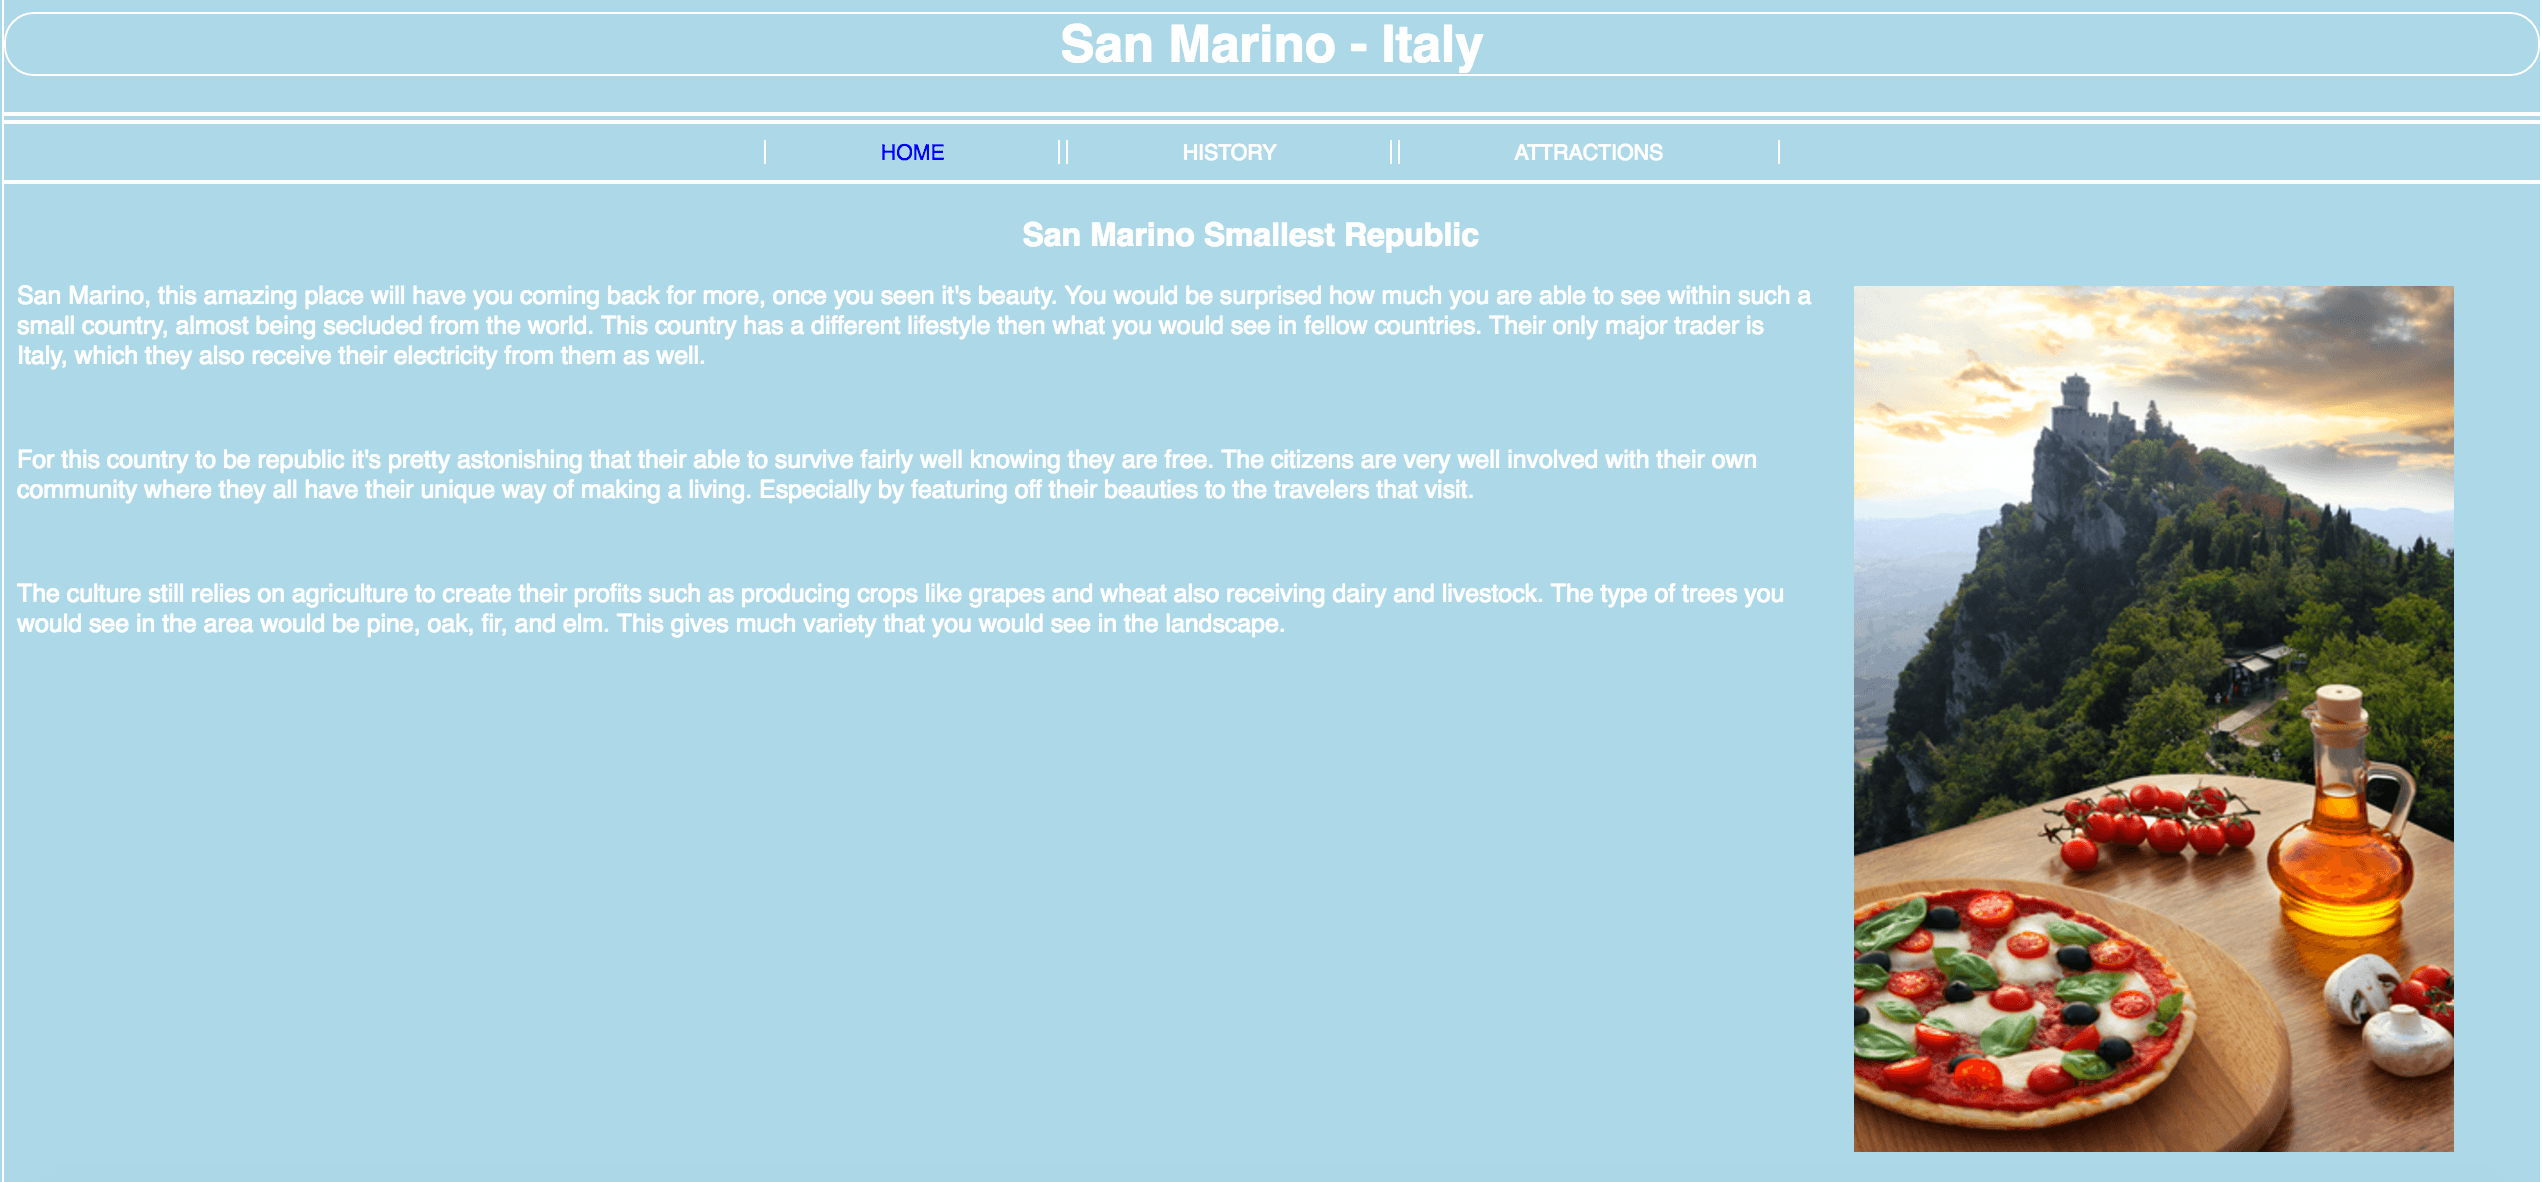 San Marino - Italy
HOME
HISTORY
ATTRACTIONS
San Marino Smallest Republic
San Marino, this amazing place will have you coming back for more, once you seen it's beauty. You would be surprised how much you are able to see within such a
small country, almost being secluded from the world. This country has a different lifestyle then what you would see in fellow countries. Their only major trader is
Italy, which they also receive their electricity from them as well.
For this country to be republic it's pretty astonishing that their able to survive fairly well knowing they are free. The citizens are very well involved with their own
community where they all have their unique way of making a living. Especially by featuring off their beauties to the travelers that visit.
The culture still relies on agriculture to create their profits such as producing crops like grapes and wheat also receiving dairy and livestock. The type of trees you
would see in the area would be pine, oak, fir, and elm. This gives much variety that you would see in the landscape.